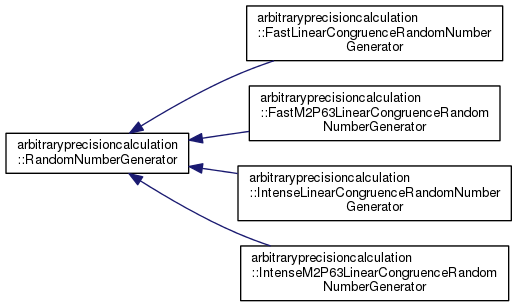 arbitraryprecisioncalculation
::FastLinearCongruenceRandomNumber
Generator
arbitraryprecisioncalculation
::FastM2P63LinearCongruenceRandom
NumberGenerator
arbitraryprecisioncalculation
::RandomNumberGenerator
arbitraryprecisioncalculation
::IntenseLinearCongruenceRandomNumber
Generator
arbitraryprecisioncalculation
::IntenseM2P63LinearCongruenceRandom
NumberGenerator